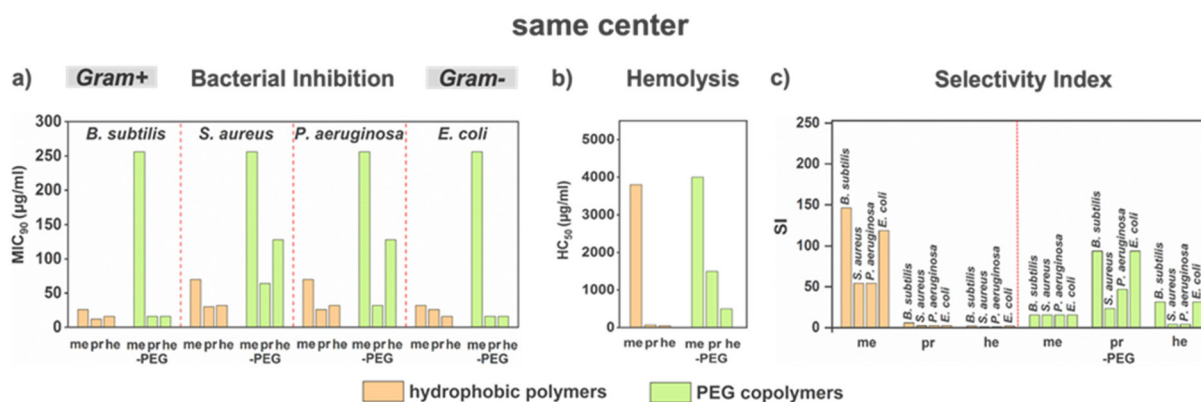 same center
a) Gram+ Bacterial Inhibition Gram-
300
250
200
150
100
50
0
MIC90 (µg/ml)
B. subtilis S. aureus P. aeruginosa E. coli
me pr he me pr he me pr he me pr he me pr he me pr he me pr he me pr he
-PEG -PEG -PEG -PEG
b) Hemolysis
5000
4000
3000
2000
1000
0
HC50 (µg/ml)
me pr he me pr he
-PEG
c) Selectivity Index
250
200
150
100
50
0
SI
B. subtilis
S. aureus
P. aeruginosa
E. coli
B. subtilis
S. aureus
P. aeruginosa
E. coli
B. subtilis
S. aureus
P. aeruginosa
E. coli
B. subtilis
S. aureus
P. aeruginosa
E. coli
B. subtilis
S. aureus
P. aeruginosa
E. coli
B. subtilis
S. aureus
P. aeruginosa
E. coli
me pr he me pr he
-PEG
hydrophobic polymers PEG copolymers